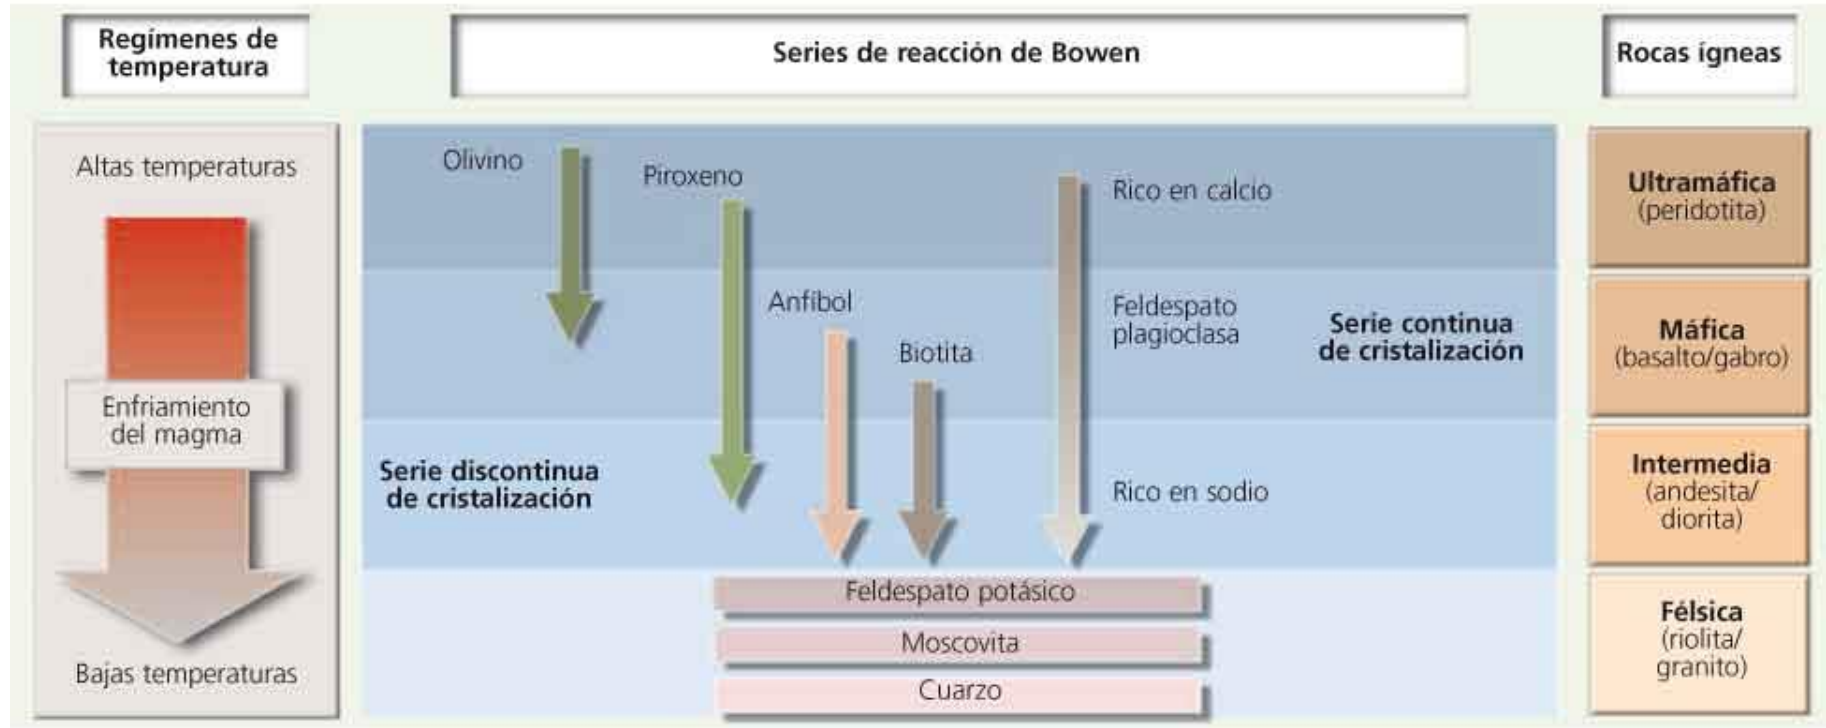 Regímenes de
temperatura
Series de reacción de Bowen
Rocas ígneas
Altas temperaturas
Enfriamiento
del magma
Bajas temperaturas
Olivino
Piroxeno
Anfíbol
Biotita
Serie discontinua
de cristalización
Rico en calcio
Feldespato
plagioclasa
Rico en sodio
Serie continua
de cristalización
Feldespato potásico
Moscovita
Cuarzo
Ultramáfica
(peridotita)
Máfica
(basalto/gabro)
Intermedia
(andesita/
diorita)
Félsica
(riolita/
granito)